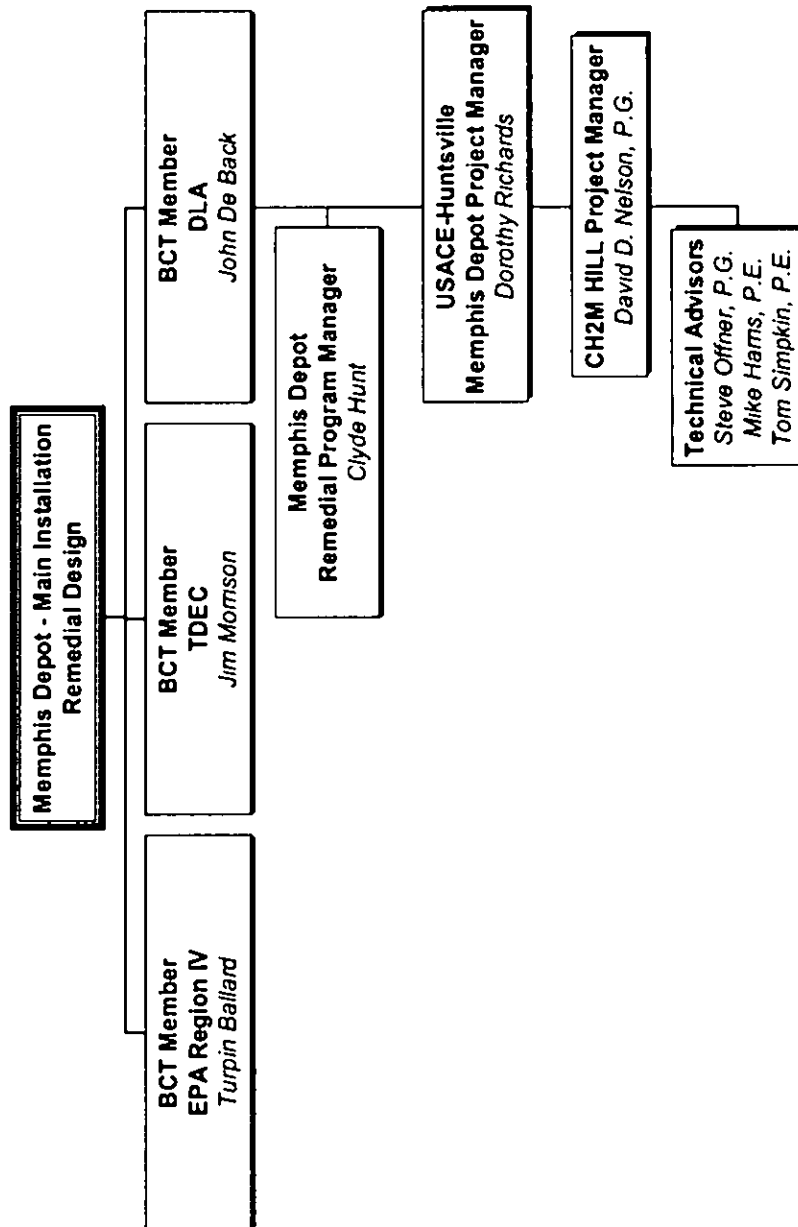 Memphis Depot - Main Installation
Remedial Design
BCT Member
EPA Region IV
Turpin Ballard
BCT Member
TDEC
Jim Morrison
BCT Member
DLA
John De Back
Memphis Depot
Remedial Program Manager
Clyde Hunt
USACE-Huntsville
Memphis Depot Project Manager
Dorothy Richards
CH2M HILL Project Manager
David D. Nelson, P.G.
Technical Advisors
Steve Offner, P.G.
Mike Harris, P.E.
Tom Simpkin, P.E.